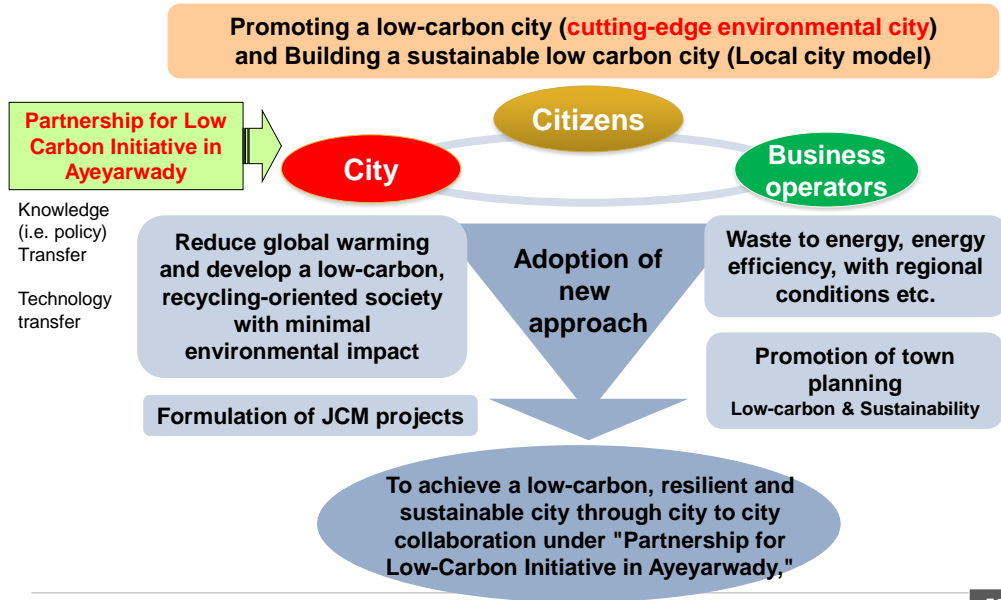 Promoting a low-carbon city (cutting-edge environmental city)
and Building a sustainable low carbon city (Local city model)
Partnership for Low
Carbon Initiative in
Ayeyarwady
Citizens
City
Business
operators
Knowledge
(i.e. policy)
Transfer
Technology
transfer
Reduce global warming
and develop a low-carbon,
recycling-oriented society
with minimal
environmental impact
Adoption of
new
approach
Waste to energy, energy
efficiency, with regional
conditions etc.
Promotion of town
planning
Low-carbon & Sustainability
Formulation of JCM projects
To achieve a low-carbon, resilient and
sustainable city through city to city
collaboration under "Partnership for
Low-Carbon Initiative in Ayeyarwady,"